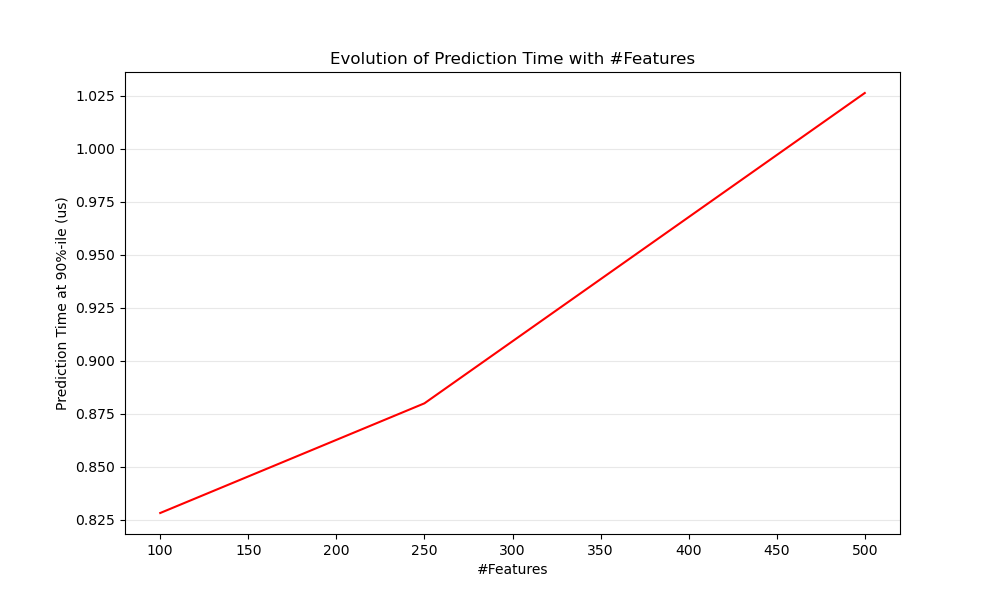 Evolution of Prediction Time with #Features
Prediction Time at 90%-ile (us)
1.025
1.000
0.975
0.950
0.925
0.900
0.875
0.850
0.825
100 150 200 250 300 350 400 450 500
#Features